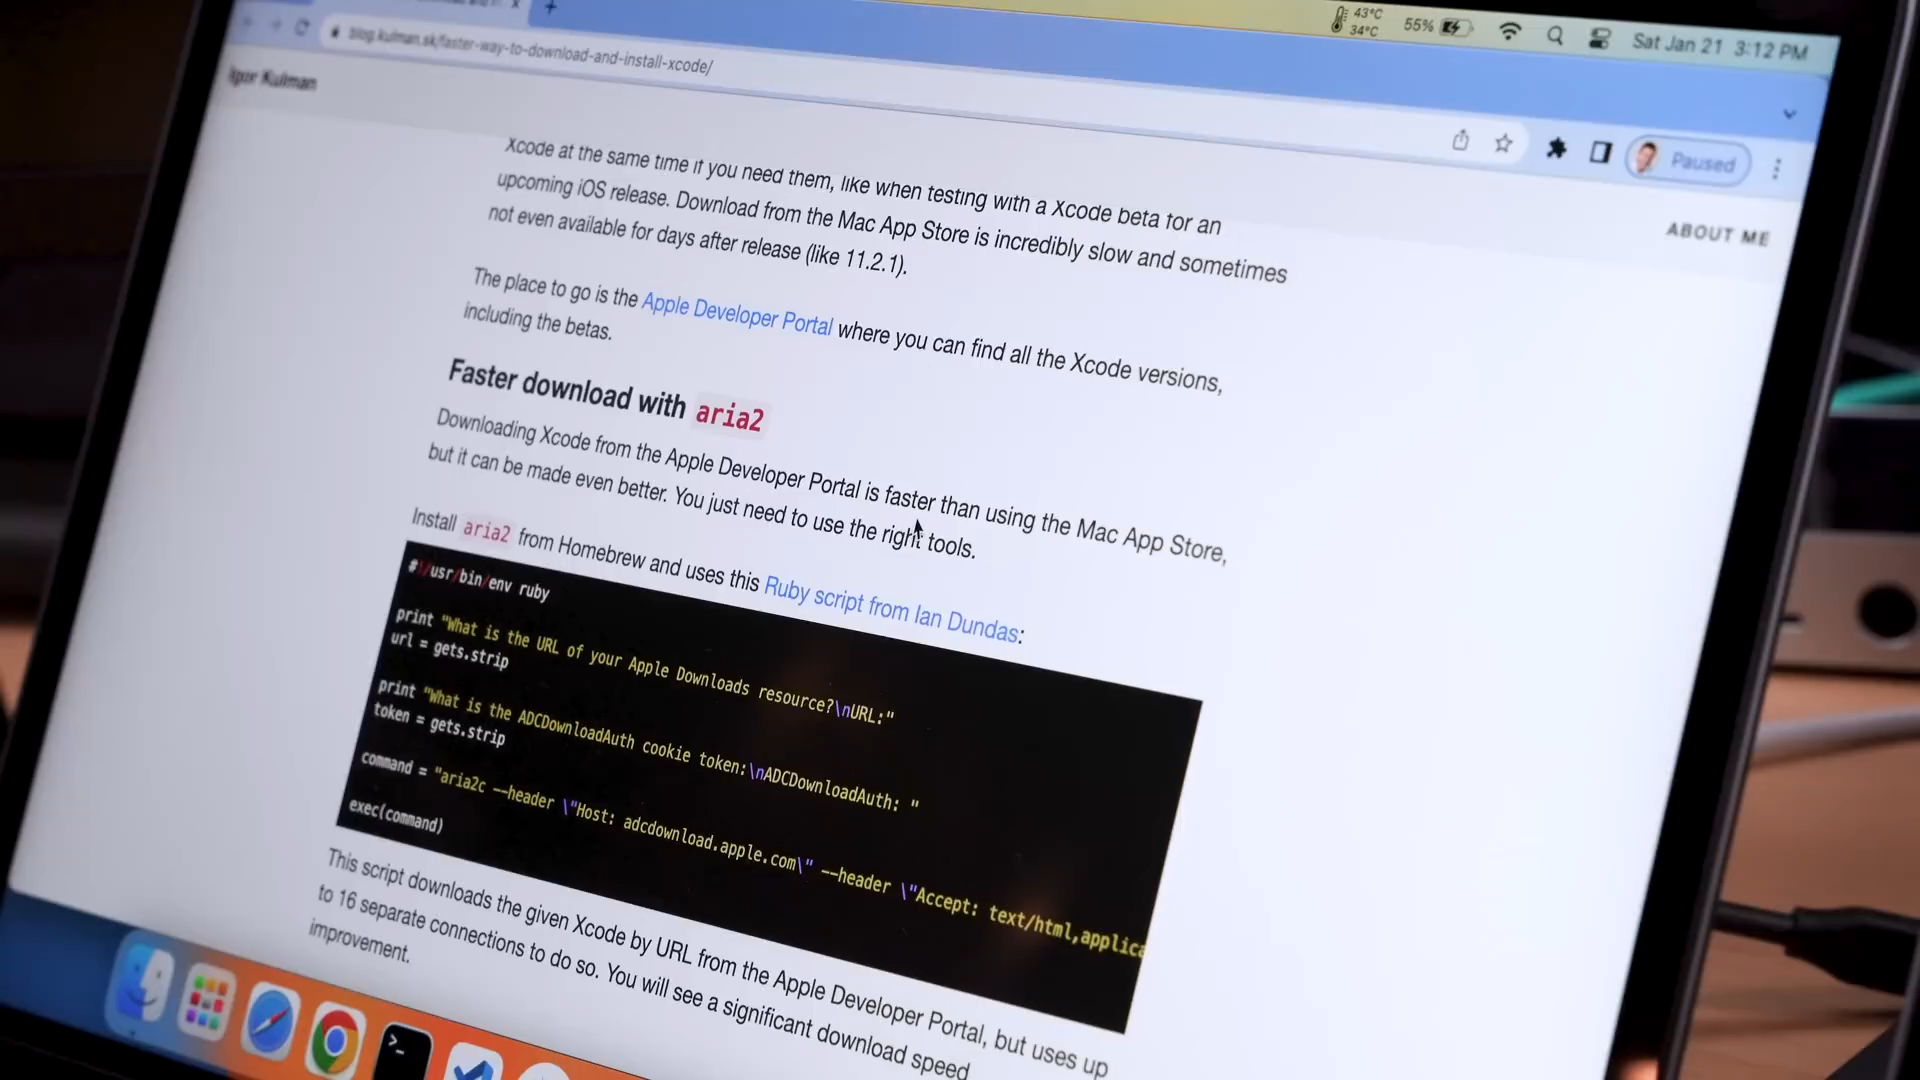 43°C
34°C
55%
Sat Jan 21 3:12 PM
blog.kulman.sk/faster-way-to-download-and-install-xcode/
Paused
Igor Kulman
ABOUT ME
Xcode at the same time if you need them, like when testing with a Xcode beta for an
upcoming iOS release. Download from the Mac App Store is incredibly slow and sometimes
not even available for days after release (like 11.2.1).
The place to go is the Apple Developer Portal where you can find all the Xcode versions,
including the betas.
Faster download with aria2
Downloading Xcode from the Apple Developer Portal is faster than using the Mac App Store,
but it can be made even better. You just need to use the right tools.
Install aria2 from Homebrew and uses this Ruby script from Ian Dundas:
#!/usr/bin/env ruby
print "What is the URL of your Apple Downloads resource?\nURL:"
url = gets.strip
print "What is the ADCDownloadAuth cookie token:\nADCDownloadAuth: "
token = gets.strip
command = "aria2c --header \"Host: adcdownload.apple.com\" --header \"Accept: text/html,applica
exec(command)
This script downloads the given Xcode by URL from the Apple Developer Portal, but uses up
to 16 separate connections to do so. You will see a significant download speed
improvement.